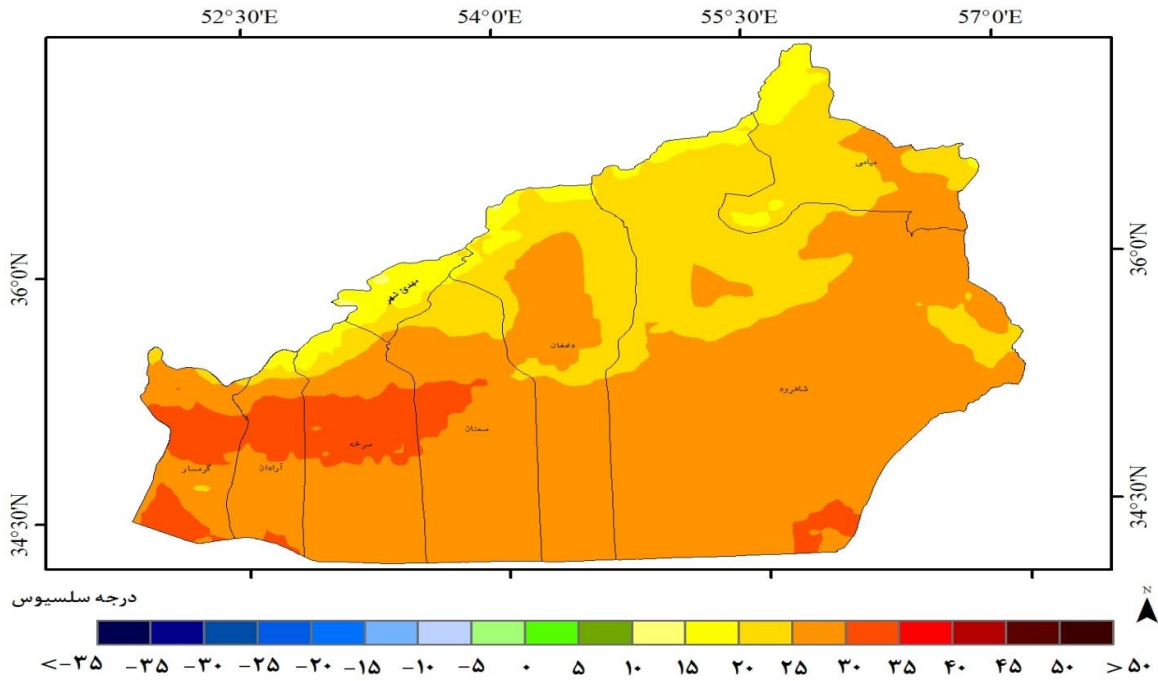 52°30'E 54°0'E 55°30'E 57°0'E
میامی
36°0'N 36°0'N
مهدی شهر
دامغان
شاهرود
سمنان
سرخه
گرمسار آرادان
34°30'N 34°30'N
درجه سلسیوس
N
<-۳۵ -۳۵ -۳۰ -۲۵ -۲۰ -۱۵ -۱۰ -۵ ۰ ۵ ۱۰ ۱۵ ۲۰ ۲۵ ۳۰ ۳۵ ۴۰ ۴۵ ۵۰ >۵۰